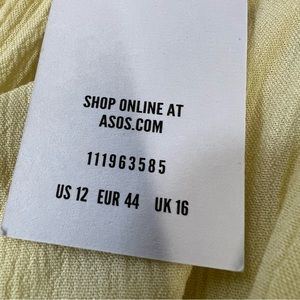 SHOP ONLINE AT
ASOS.COM
111963585
US 12 EUR 44 UK 16